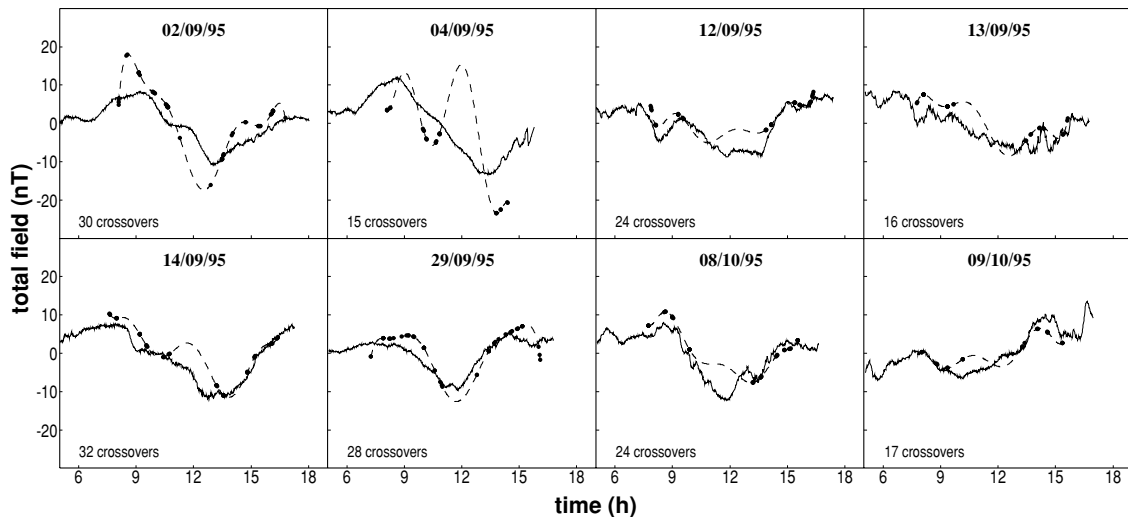 02/09/95 04/09/95 12/09/95 13/09/95
20
10
0
-10
-20
30 crossovers 15 crossovers 24 crossovers 16 crossovers
total field (nT)
14/09/95 29/09/95 08/10/95 09/10/95
20
10
0
-10
-20
32 crossovers 28 crossovers 24 crossovers 17 crossovers
6 9 12 15 18 6 9 12 15 18 6 9 12 15 18 6 9 12 15 18
time (h)